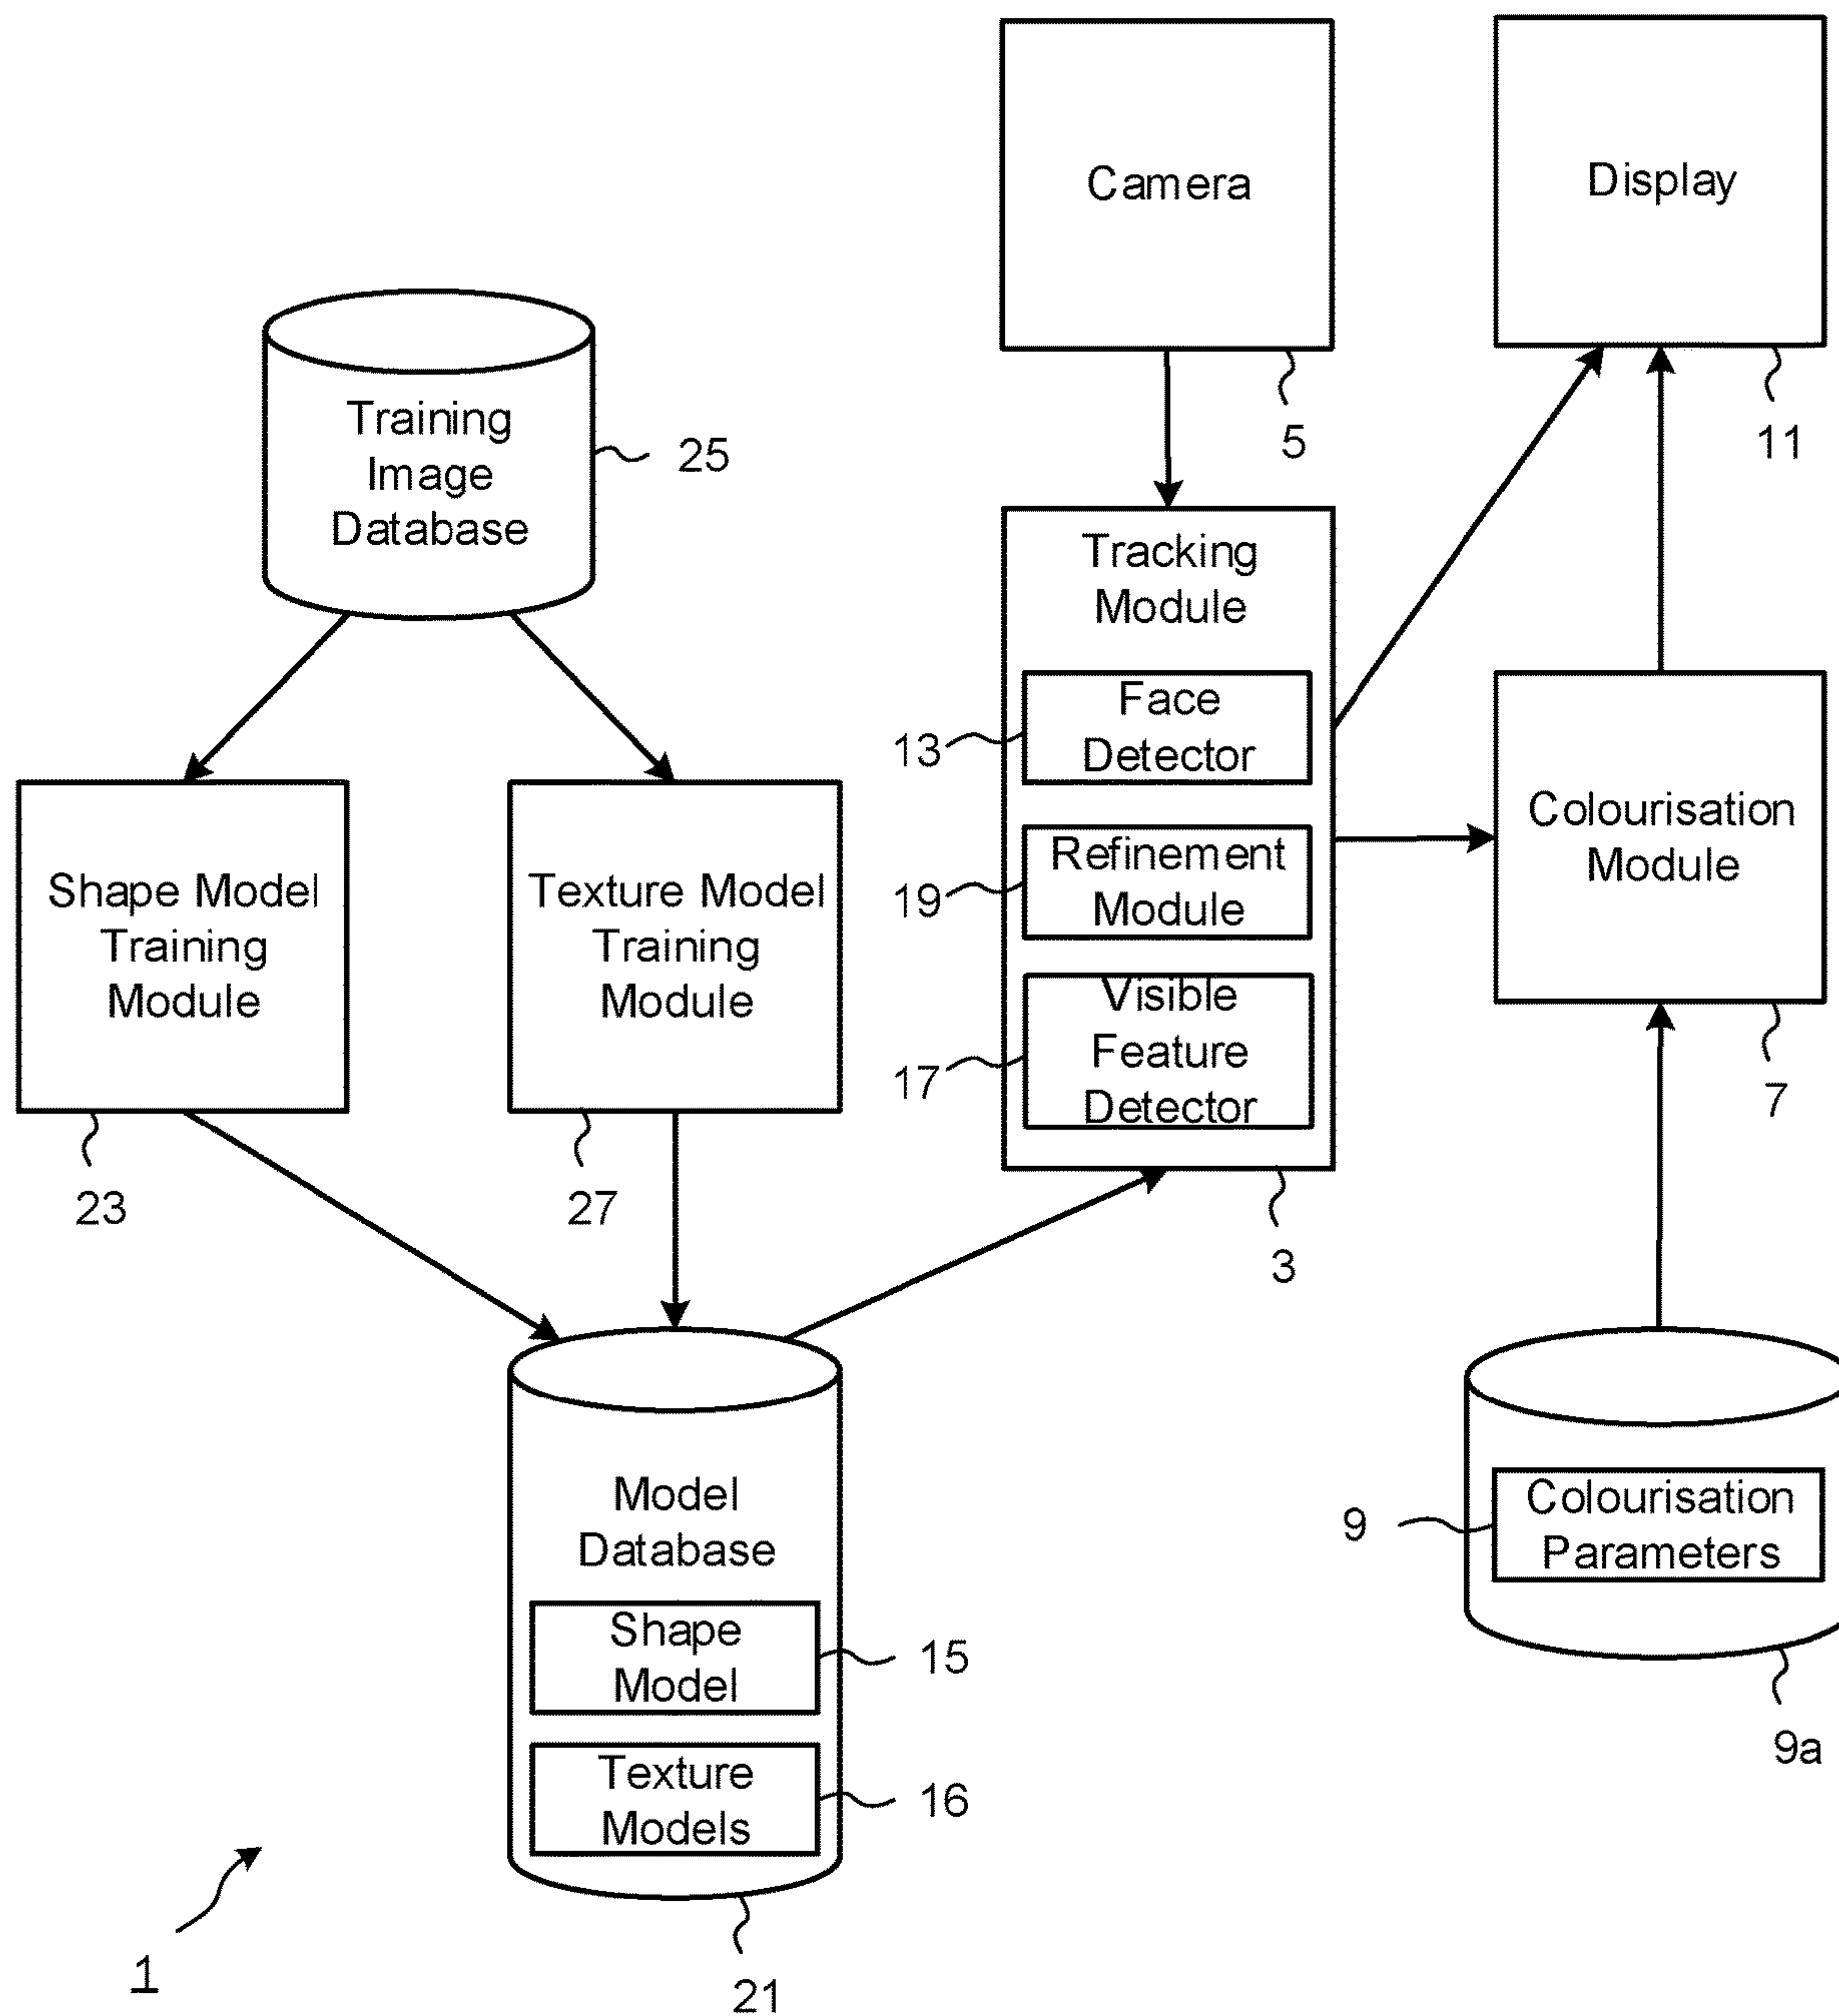 Camera
5
Display
11
Training
Image
Database
25
Tracking
Module
Face
Detector
13
Refinement
Module
19
Visible
Feature
Detector
17
3
Colourisation
Module
7
Shape Model
Training
Module
23
Texture Model
Training
Module
27
Model
Database
Shape
Model
15
Texture
Models
16
21
Colourisation
Parameters
9
9a
1